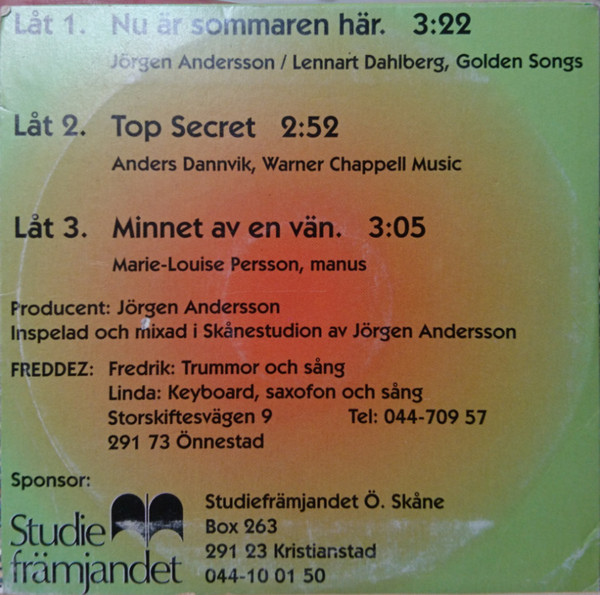 Låt 1. Nu är sommaren här. 3:22
Jörgen Andersson / Lennart Dahlberg, Golden Songs
Låt 2. Top Secret 2:52
Anders Dannvik, Warner Chappell Music
Låt 3. Minnet av en vän. 3:05
Marie-Louise Persson, manus
Producent: Jörgen Andersson
Inspelad och mixad i Skånestudion av Jörgen Andersson
FREDDEZ: Fredrik: Trummor och sång
Linda: Keyboard, saxofon och sång
Storskiftesvägen 9 Tel: 044-709 57
291 73 Önnestad
Sponsor:
Studie
främjandet
Studiefrämjandet Ö. Skåne
Box 263
291 23 Kristianstad
044-10 01 50